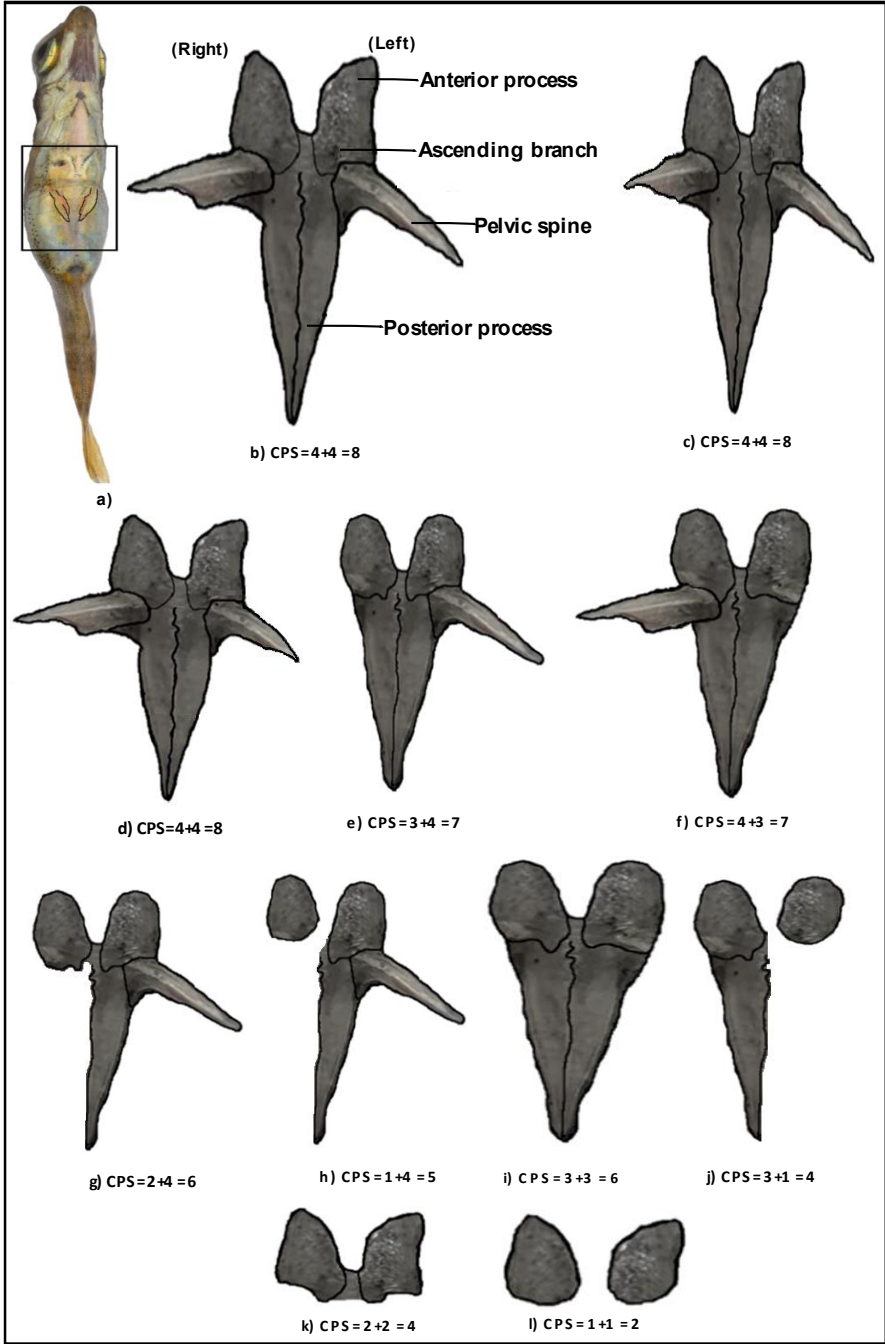 (Right)
(Left)
Anterior process
Ascending branch
Pelvic spine
Posterior process
a)
b) CPS = 4+4 = 8
c) CPS = 4+4 = 8
d) CPS=4+4 =8
e) CPS = 3+4 = 7
f) CPS = 4+3 = 7
g) CPS = 2+4 = 6
h) CPS = 1+4 = 5
i) CPS = 3+3 = 6
j) CPS = 3+1 = 4
k) CPS = 2+2 = 4
l) CPS = 1+1 = 2